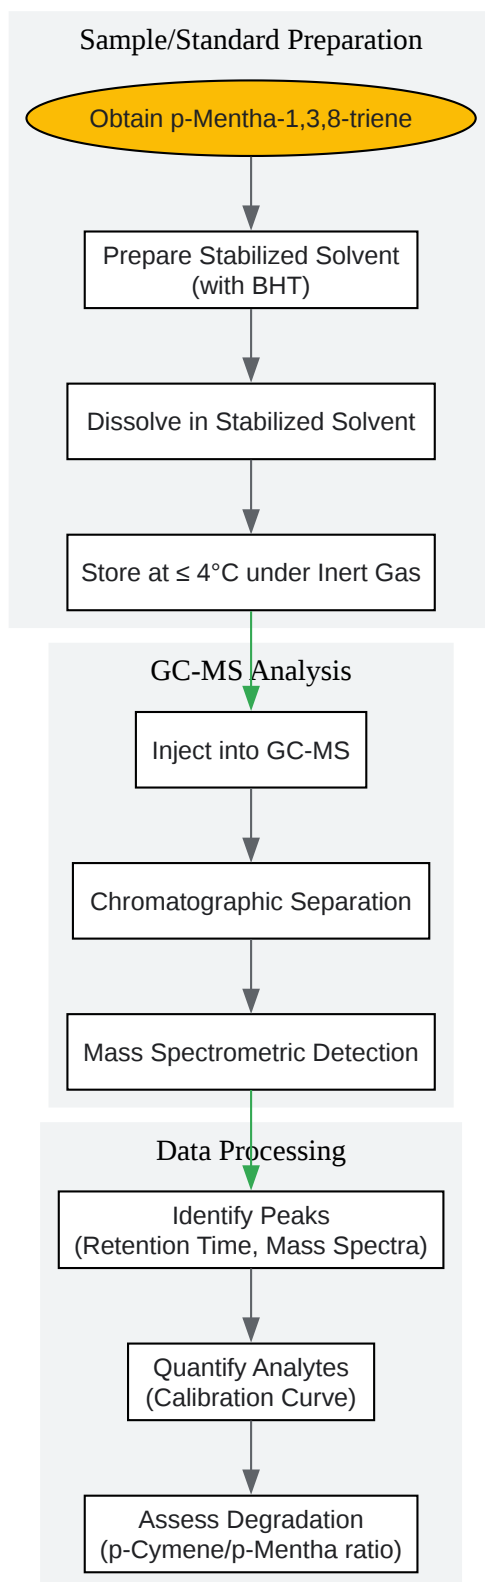 Sample/Standard Preparation
Obtain p-Mentha-1,3,8-triene
Prepare Stabilized Solvent
(with BHT)
Dissolve in Stabilized Solvent
Store at ≤ 4°C under Inert Gas
GC-MS Analysis
Inject into GC-MS
Chromatographic Separation
Mass Spectrometric Detection
Data Processing
Identify Peaks
(Retention Time, Mass Spectra)
Quantify Analytes
(Calibration Curve)
Assess Degradation
(p-Cymene/p-Mentha ratio)